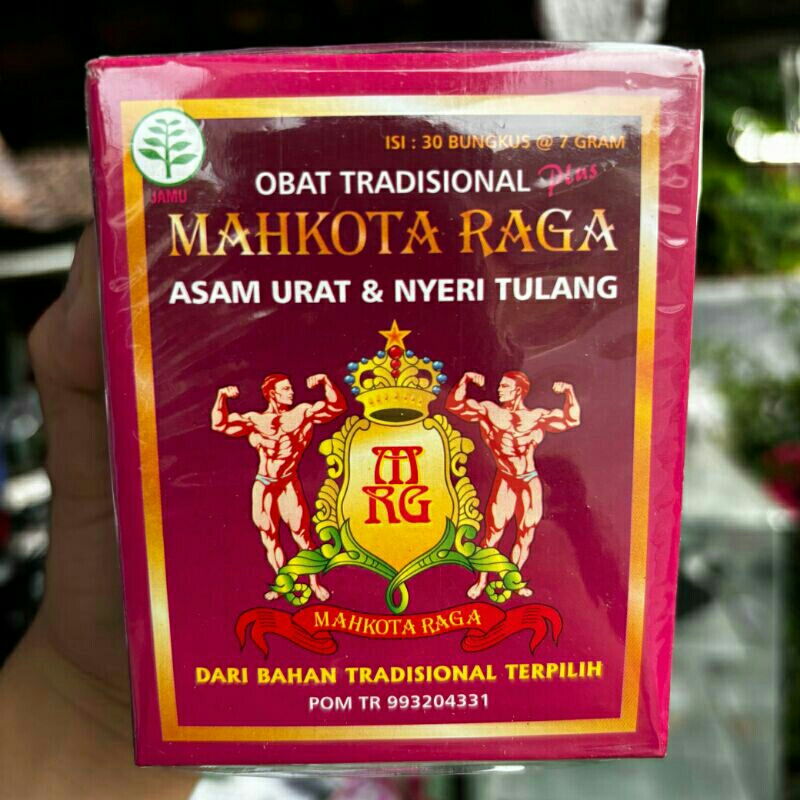 ISI : 30 BUNGKUS @ 7 GRAM
JAMU
OBAT TRADISIONAL Plus
MAHKOTA RAGA
ASAM URAT & NYERI TULANG
M
RG
MAHKOTA RAGA
DARI BAHAN TRADISIONAL TERPILIH
POM TR 993204331